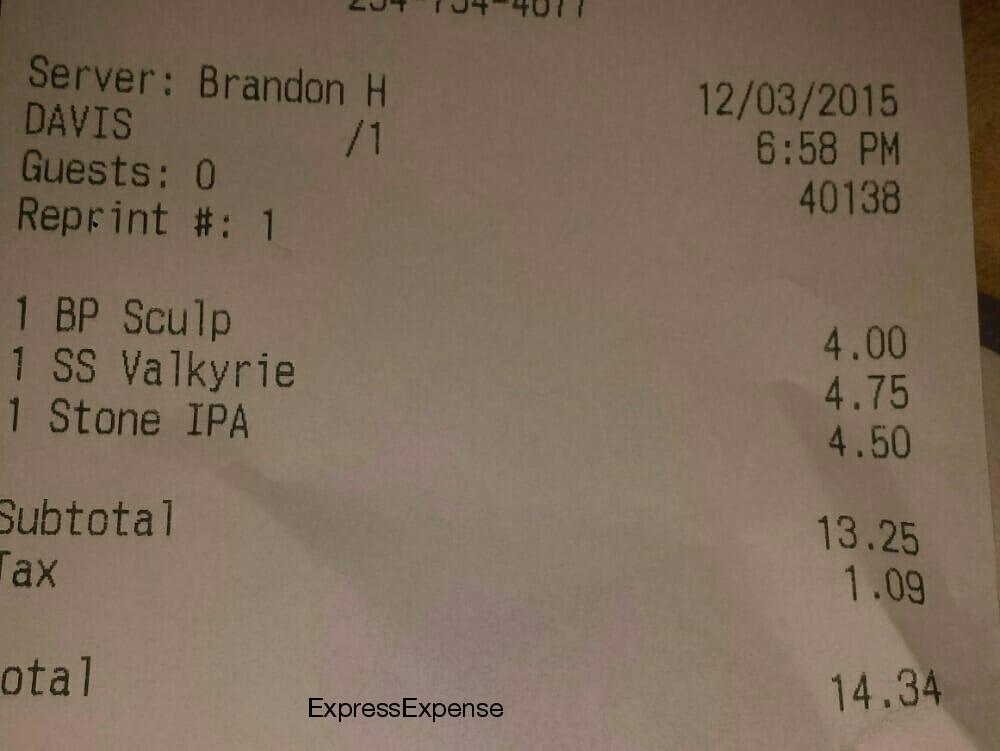 Server: Brandon H 12/03/2015
DAVIS /1 6:58 PM
Guests: 0 40138
Reprint #: 1
1 BP Sculp 4.00
1 SS Valkyrie 4.75
1 Stone IPA 4.50
Subtotal 13.25
Tax 1.09
otal 14.34
ExpressExpense